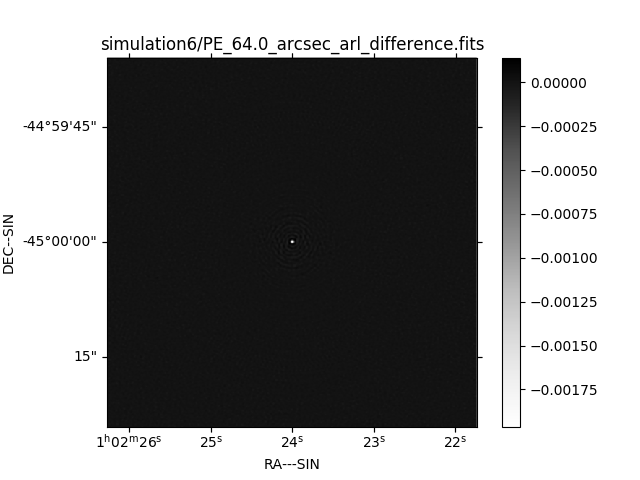 simulation6/PE_64.0_arcsec_arl_difference.fits
-44°59'45"
-45°00'00"
15"
DEC--SIN
1ʰ02ᵐ26ˢ 25ˢ 24ˢ 23ˢ 22ˢ
RA---SIN
0.00000
−0.00025
−0.00050
−0.00075
−0.00100
−0.00125
−0.00150
−0.00175